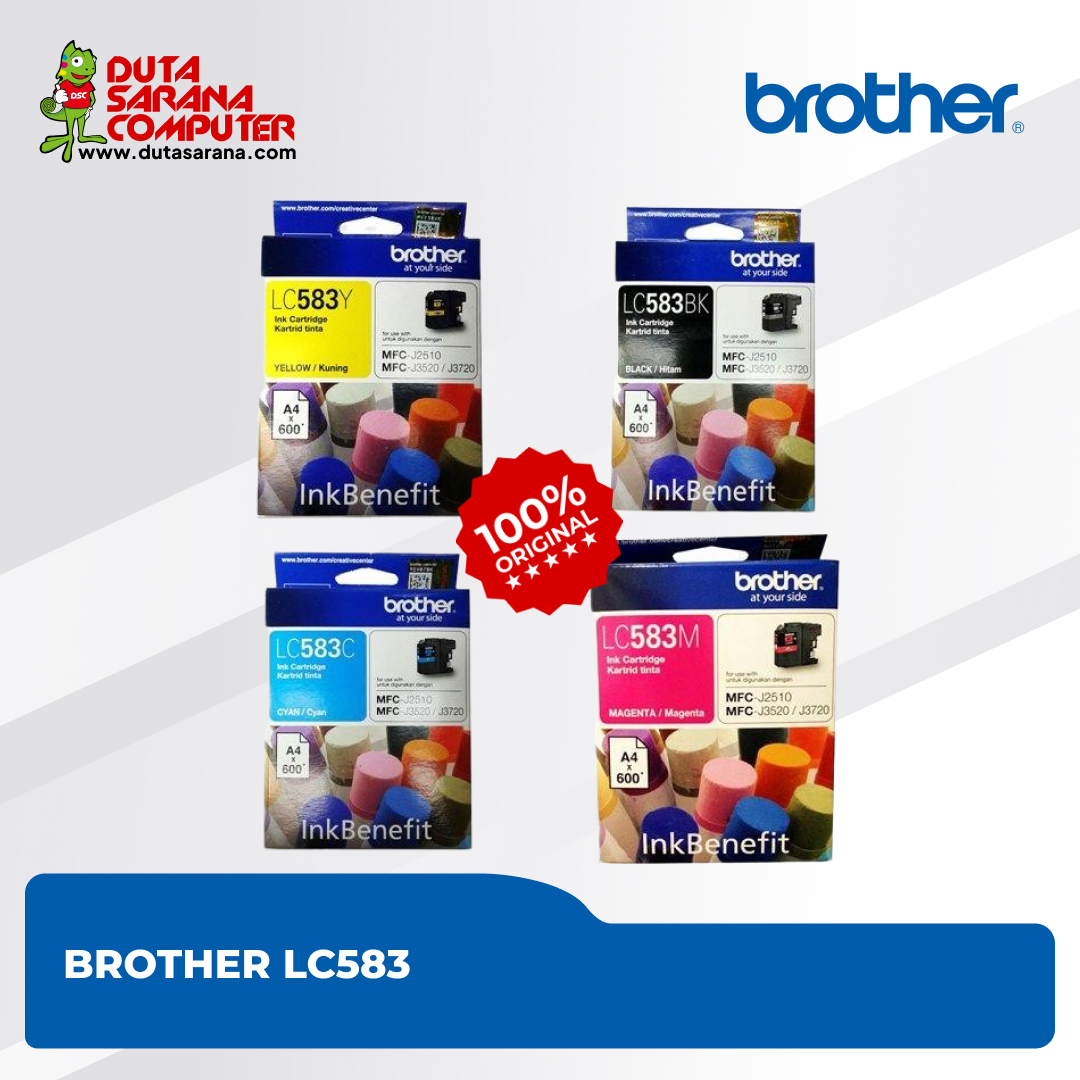 DUTA
SARANA
COMPUTER
DSC
www.dutasarana.com
brother®
www.brother.com/creativecenter
brother
at your side
LC583Y
Ink Cartridge
Kartrid tinta
YELLOW / Kuning
for use with
untuk digunakan dengan
MFC-J2510
MFC-J3520 / J3720
A4
x
600*
InkBenefit
www.brother.com/creativecenter
brother
at your side
LC583BK
Ink Cartridge
Kartrid tinta
BLACK / Hitam
for use with
untuk digunakan dengan
MFC-J2510
MFC-J3520 / J3720
A4
x
600*
InkBenefit
100%
ORIGINAL
www.brother.com/creativecenter
brother
at your side
LC583C
Ink Cartridge
Kartrid tinta
CYAN / Cyan
for use with
untuk digunakan dengan
MFC-J2510
MFC-J3520 / J3720
A4
x
600*
InkBenefit
brother
at your side
LC583M
Ink Cartridge
Kartrid tinta
MAGENTA / Magenta
for use with
untuk digunakan dengan
MFC-J2510
MFC-J3520 / J3720
A4
x
600*
InkBenefit
BROTHER LC583